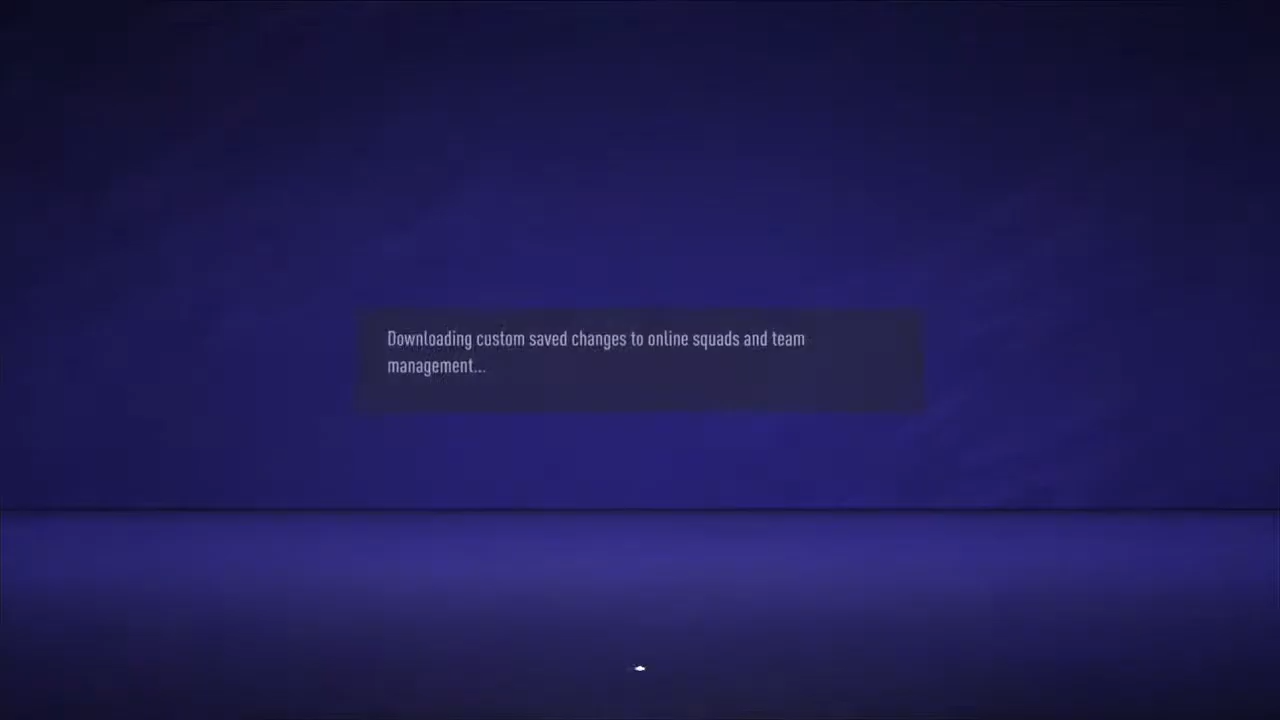 Downloading custom saved changes to online squads and team
management...